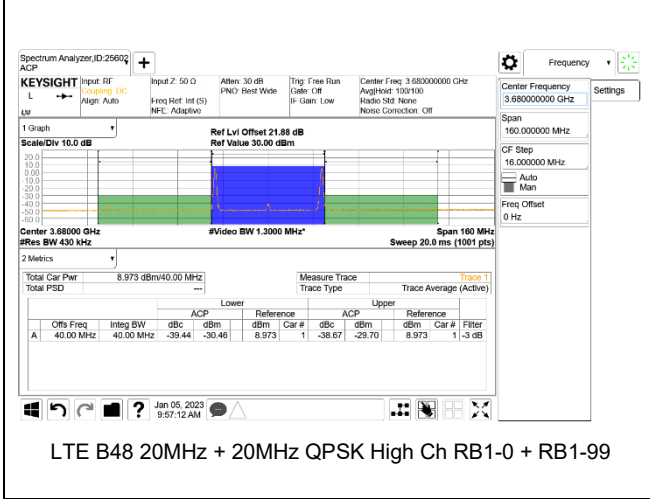 Spectrum Analyzer,ID:25602
ACP
Frequency
KEYSIGHT Input: RF Input Z: 50 Ω Atten: 30 dB Trig: Free Run Center Freq: 3.680000000 GHz
L Coupling: DC PNO: Best Wide Gate: Off Avg|Hold: 100/100
Align: Auto Freq Ref: Int (S) IF Gain: Low Radio Std: None
NFE: Adaptive Noise Correction: Off
Center Frequency Settings
3.680000000 GHz
Span
160.000000 MHz
CF Step
16.000000 MHz
Auto
Man
Freq Offset
0 Hz
1 Graph Ref Lvl Offset 21.88 dB
Scale/Div 10.0 dB Ref Value 30.00 dBm
20.0
10.0
0.00
-10.0
-20.0
-30.0
-40.0
-50.0
-60.0
Center 3.68000 GHz #Video BW 1.3000 MHz* Span 160 MHz
#Res BW 430 kHz Sweep 20.0 ms (1001 pts)
2 Metrics
Total Car Pwr 8.973 dBm/40.00 MHz Measure Trace Trace 1
Total PSD --- Trace Type Trace Average (Active)
Lower Upper
ACP Reference ACP Reference
Offs Freq Integ BW dBc dBm dBm Car # dBc dBm dBm Car # Filter
A 40.00 MHz 40.00 MHz -39.44 -30.46 8.973 1 -38.67 -29.70 8.973 1 -3 dB
? Jan 05, 2023
9:57:12 AM
LTE B48 20MHz + 20MHz QPSK High Ch RB1-0 + RB1-99